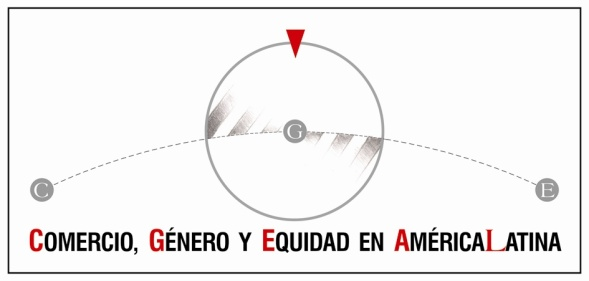 G
C E
COMERCIO, GÉNERO Y EQUIDAD EN AMÉRICALATINA